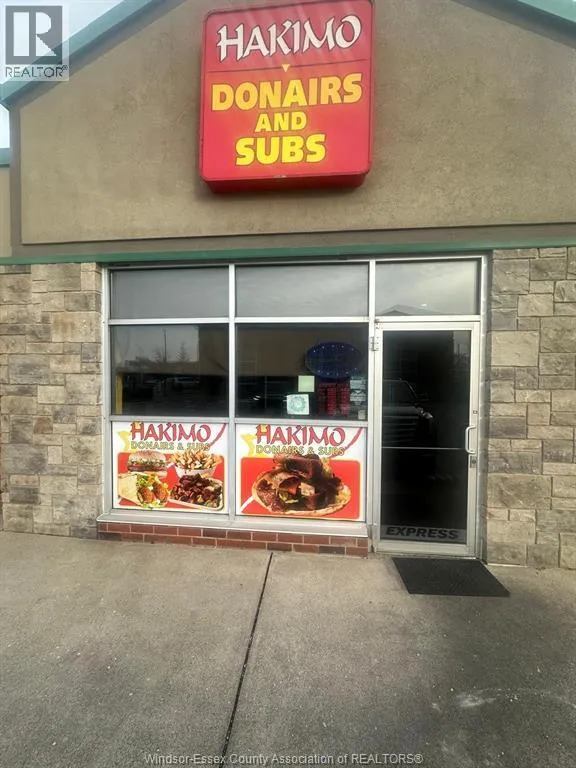 REALTOR®
HAKIMO
DONAIRS
AND
SUBS
HAKIMO
DONAIRS & SUBS
HAKIMO
DONAIRS & SUBS
EXPRESS
Windsor-Essex County Association of REALTORS®